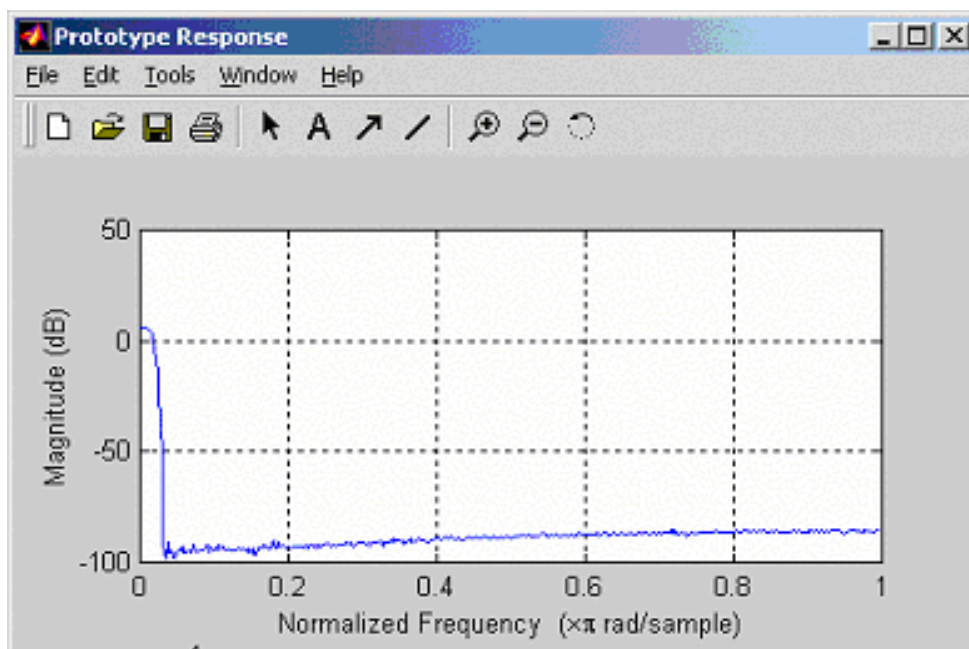 Prototype Response
File Edit Tools Window Help
A
50
0
-50
-100
Magnitude (dB)
0 0.2 0.4 0.6 0.8 1
Normalized Frequency (×π rad/sample)